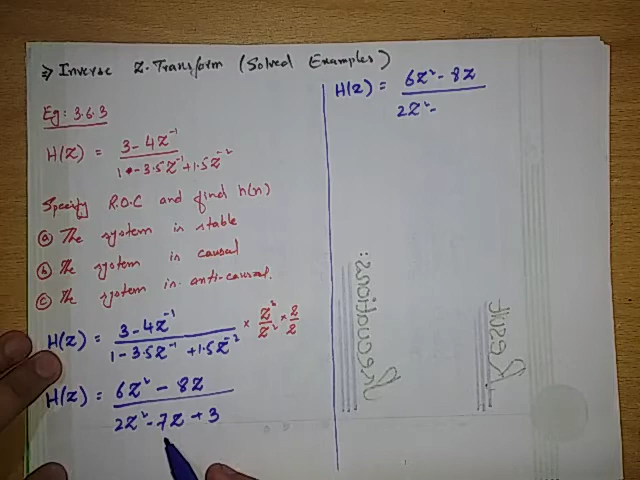 ⇒ Inverse Z-Transform (Solved Examples)
Eg: 3.6.3
H(z) = 3 - 4z⁻¹ / 1 - 3.5z⁻¹ + 1.5z⁻²
Specify R.O.C and find h(n)
ⓐ The system is stable
ⓑ The system is causal
ⓒ The system is anti-causal.
H(z) = 3 - 4z⁻¹ / 1 - 3.5z⁻¹ + 1.5z⁻² × z²/z² × 2/2
H(z) = 6z² - 8z / 2z² - 7z + 3
H(z) = 6z² - 8z / 2z² -
Precautions:
Result